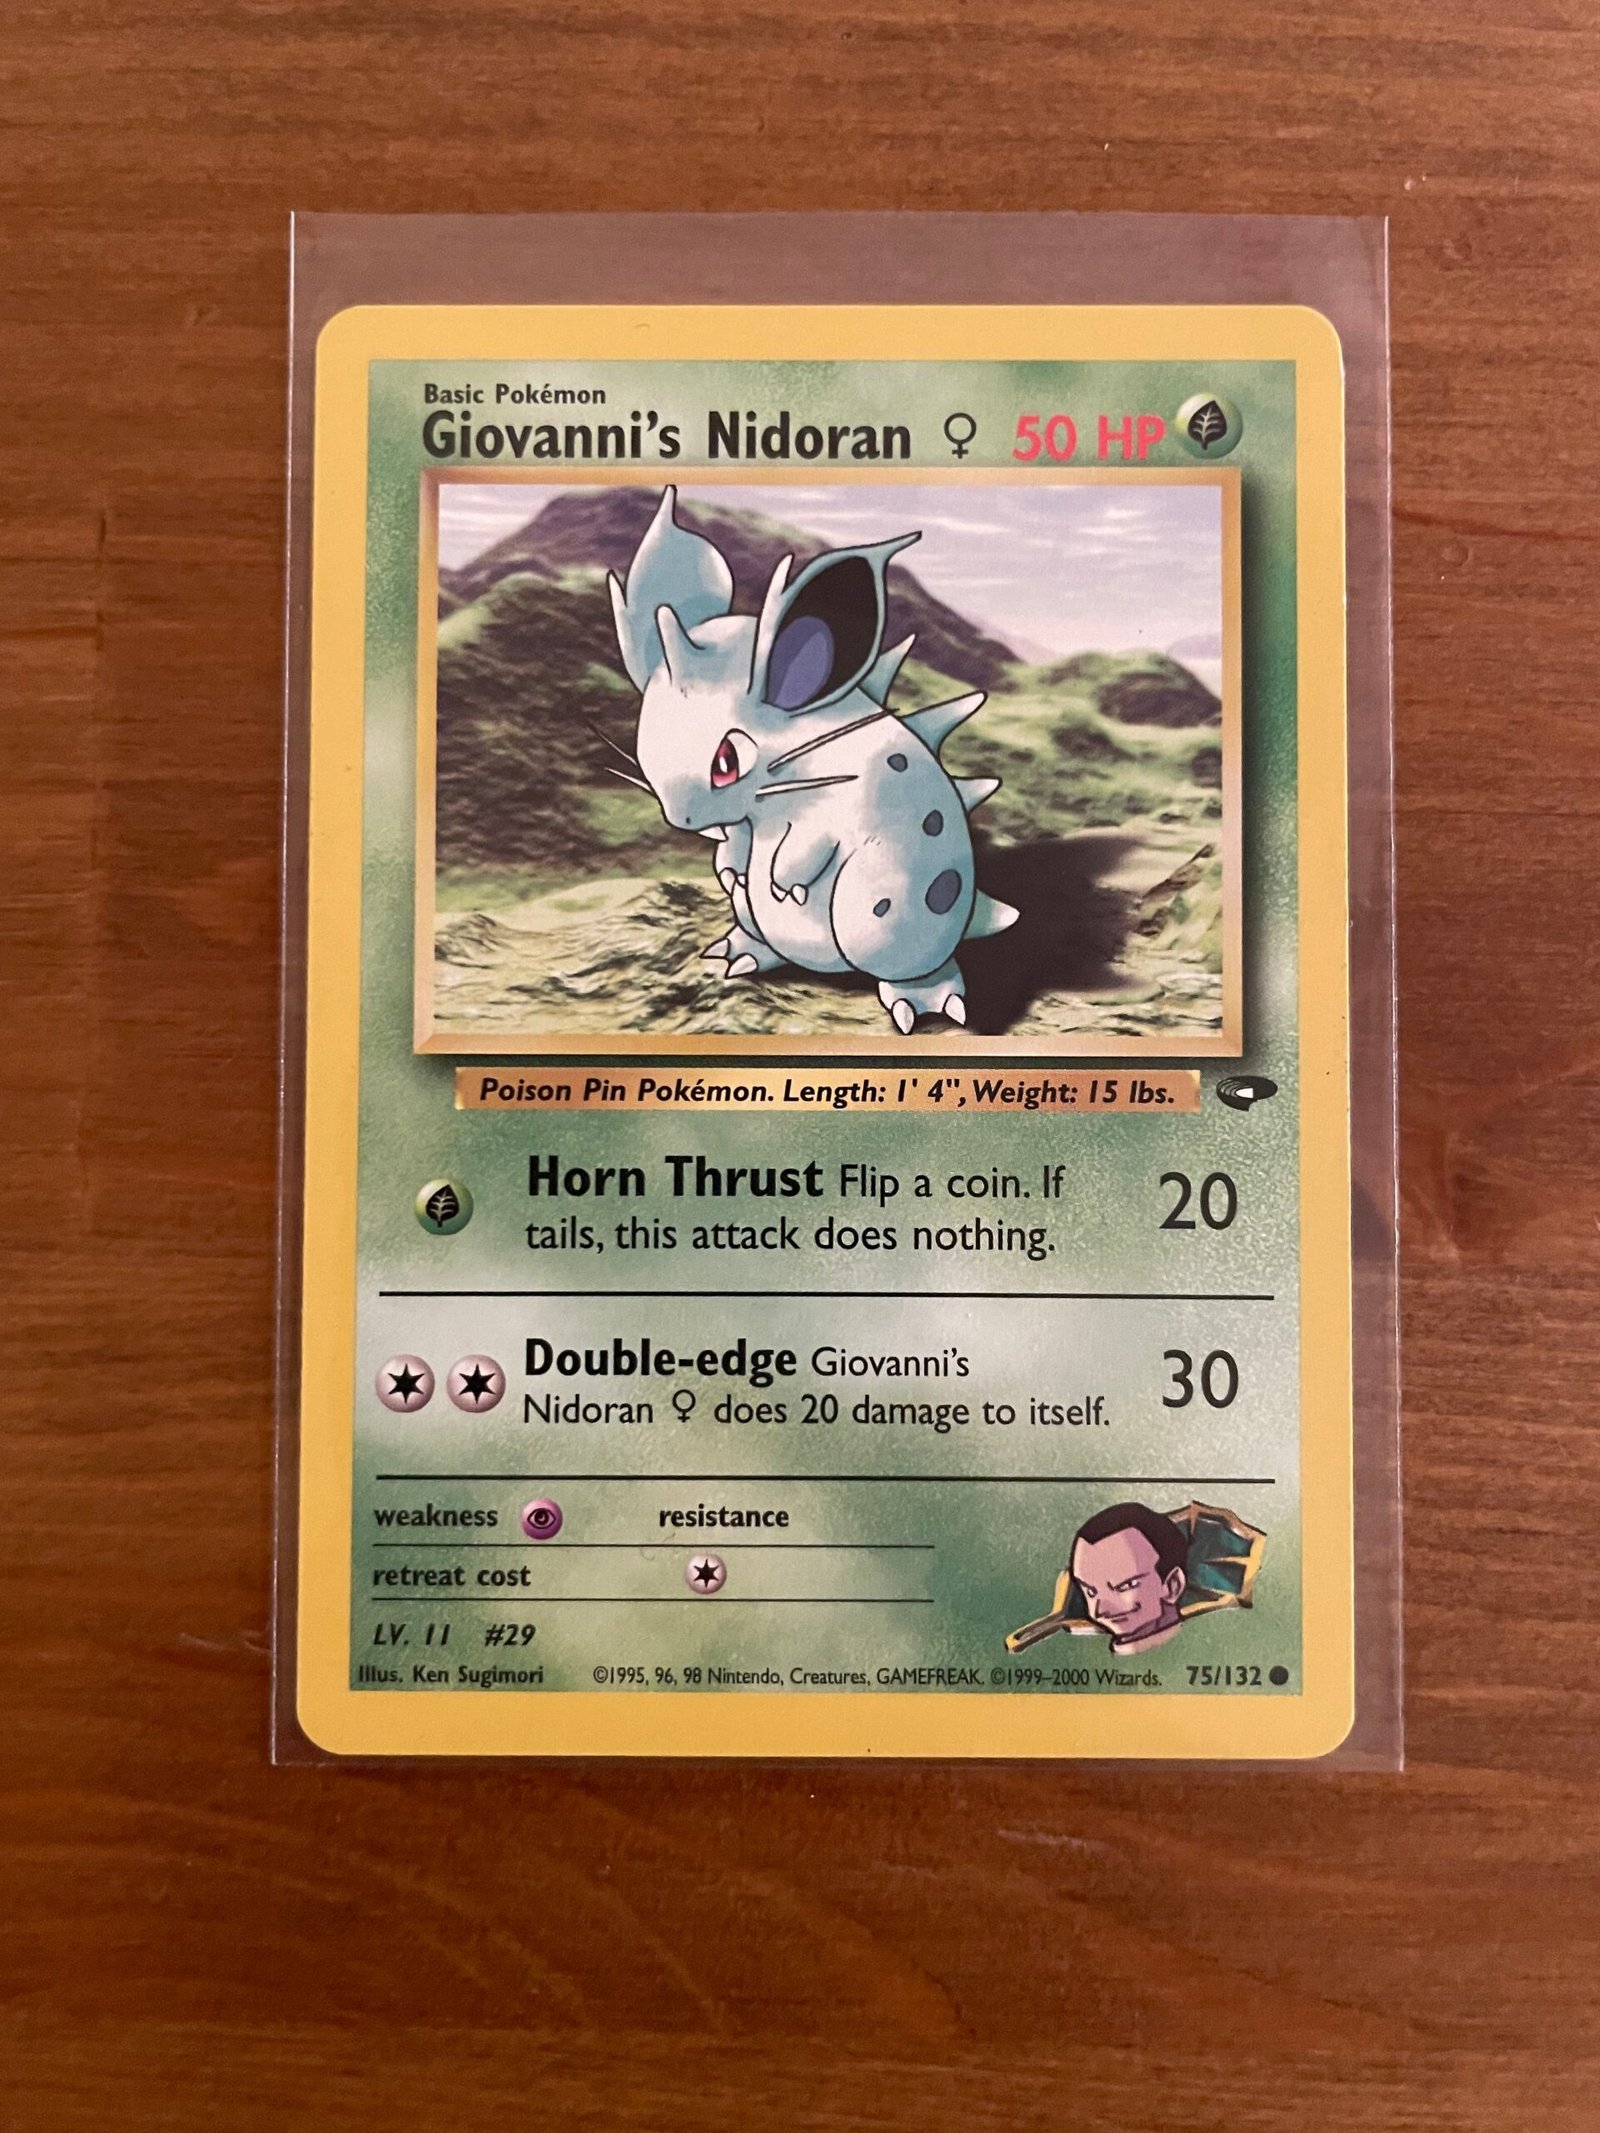 Basic Pokémon
Giovanni's Nidoran ♀ 50 HP
Poison Pin Pokémon. Length: 1' 4", Weight: 15 lbs.
Horn Thrust Flip a coin. If 20
tails, this attack does nothing.
Double-edge Giovanni's 30
Nidoran ♀ does 20 damage to itself.
weakness resistance
retreat cost
LV. 11 #29
Illus. Ken Sugimori ©1995, 96, 98 Nintendo, Creatures, GAMEFREAK. ©1999–2000 Wizards. 75/132 ●